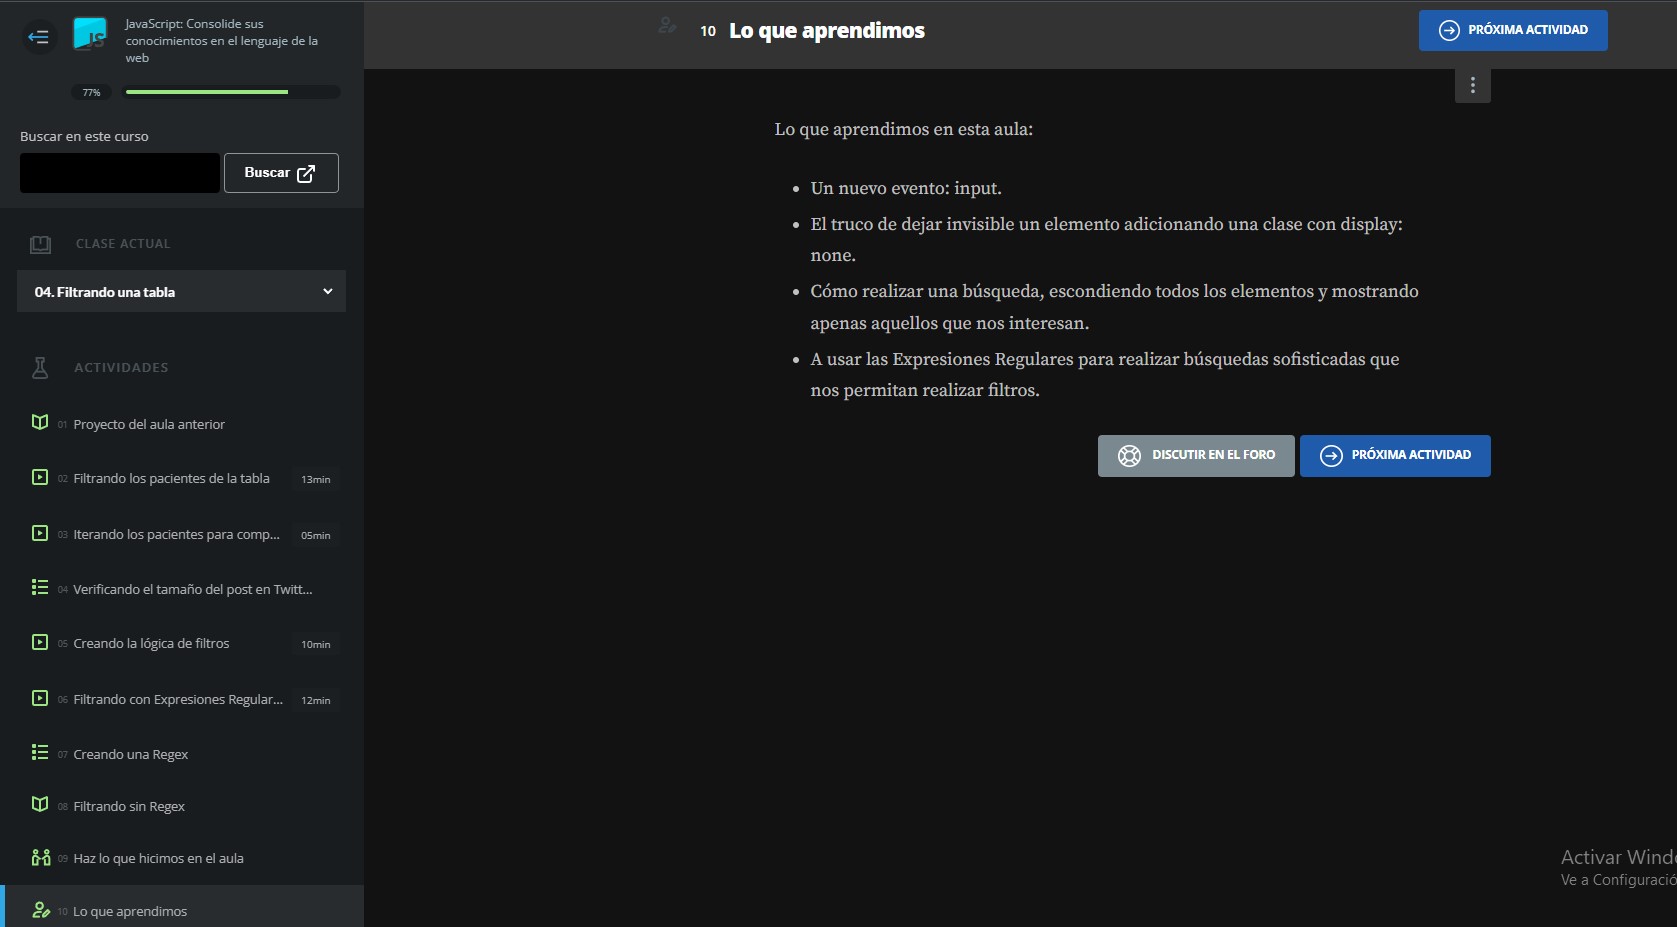 JavaScript: Consolide sus
conocimientos en el lenguaje de la
web
77%
Buscar en este curso
Buscar
CLASE ACTUAL
04. Filtrando una tabla
ACTIVIDADES
01 Proyecto del aula anterior
02 Filtrando los pacientes de la tabla 13min
03 Iterando los pacientes para comp... 05min
04 Verificando el tamaño del post en Twitt...
05 Creando la lógica de filtros 10min
06 Filtrando con Expresiones Regular... 12min
07 Creando una Regex
08 Filtrando sin Regex
09 Haz lo que hicimos en el aula
10 Lo que aprendimos
10 Lo que aprendimos
PRÓXIMA ACTIVIDAD
Lo que aprendimos en esta aula:
• Un nuevo evento: input.
• El truco de dejar invisible un elemento adicionando una clase con display:
none.
• Cómo realizar una búsqueda, escondiendo todos los elementos y mostrando
apenas aquellos que nos interesan.
• A usar las Expresiones Regulares para realizar búsquedas sofisticadas que
nos permitan realizar filtros.
DISCUTIR EN EL FORO
PRÓXIMA ACTIVIDAD
Activar Wind
Ve a Configuració